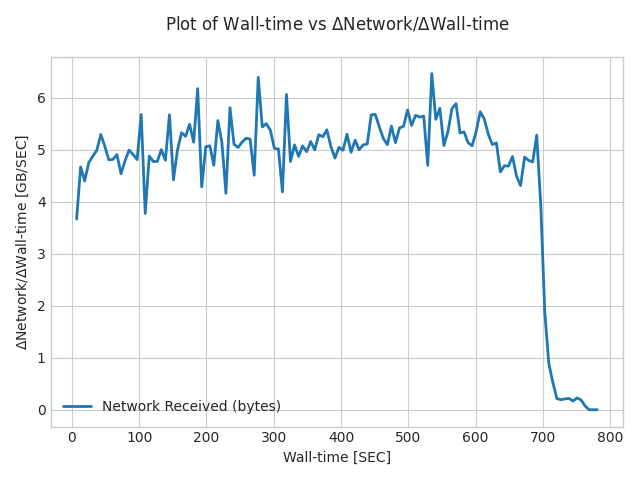 Plot of Wall-time vs ΔNetwork/ΔWall-time
ΔNetwork/ΔWall-time [GB/SEC]
6
5
4
3
2
1
0
Network Received (bytes)
0 100 200 300 400 500 600 700 800
Wall-time [SEC]